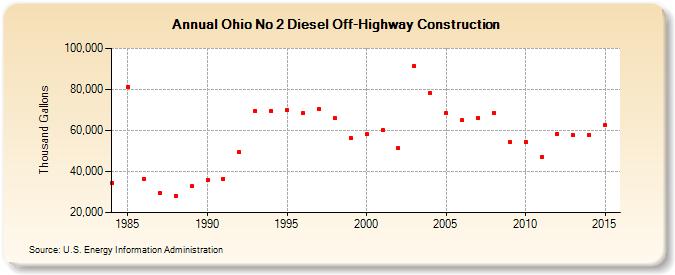 Annual Ohio No 2 Diesel Off-Highway Construction
Thousand Gallons
100,000
80,000
60,000
40,000
20,000
1985 1990 1995 2000 2005 2010 2015
Source: U.S. Energy Information Administration